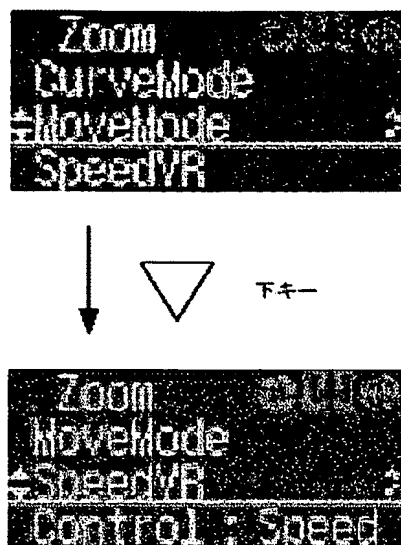 Zoom
CurveMode
MoveMode
SpeedVR
下キー
Zoom
MoveMode
SpeedVR
Control : Speed